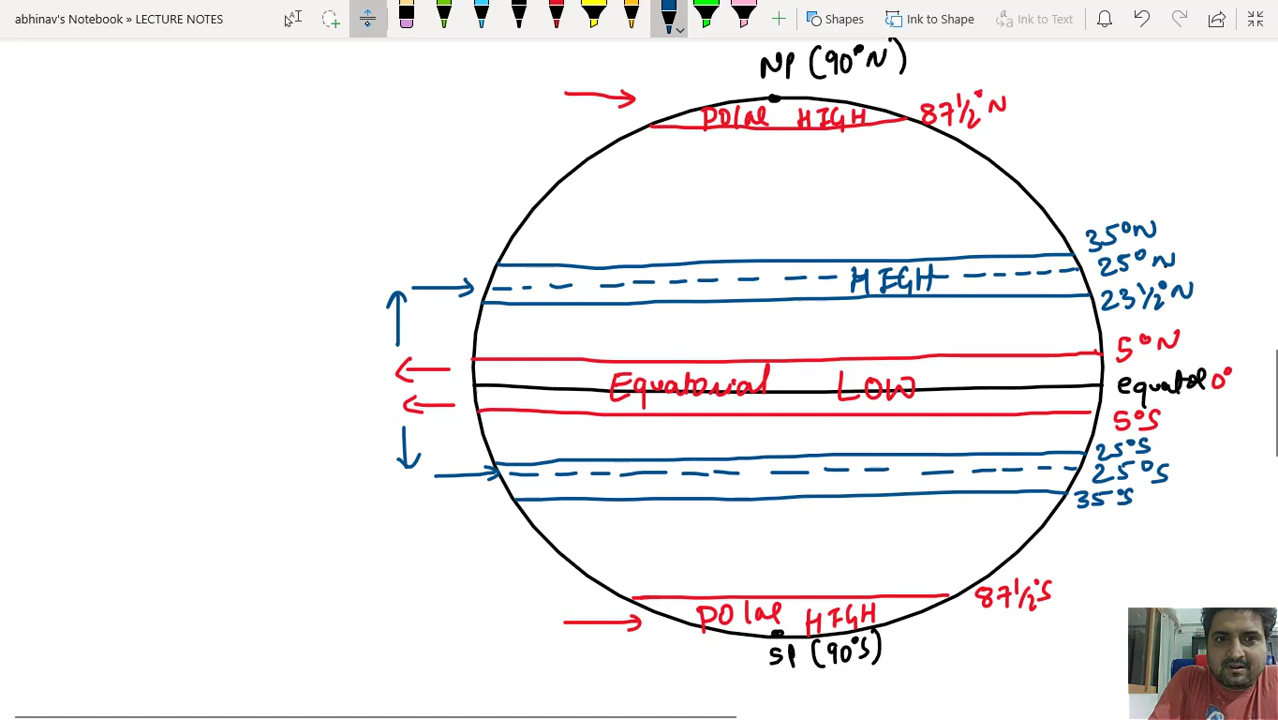 abhinav's Notebook » LECTURE NOTES
Shapes
Ink to Shape
Ink to Text
NP (90°N)
POlar HIGH
87½°N
35°N
25°N
HIGH
23½°N
5°N
Equatorial LOW
equator 0°
5°S
25°S
25°S
35°S
87½°S
POlar HIGH
SP (90°S)